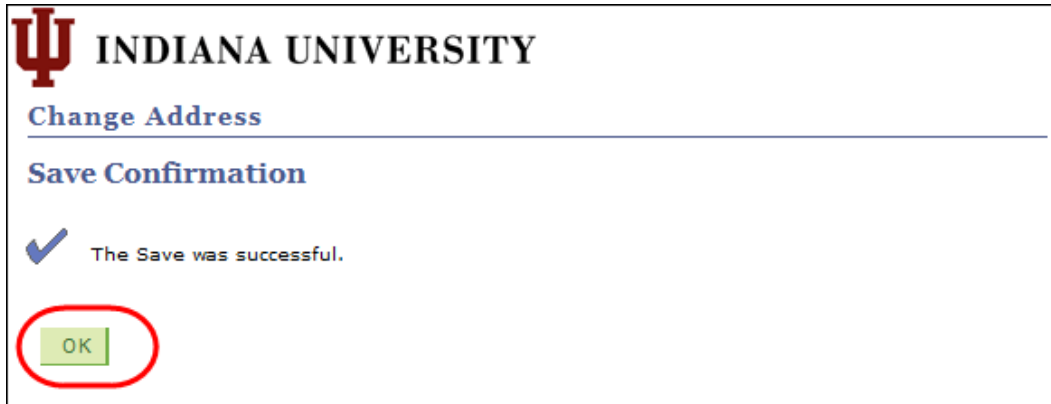 INDIANA UNIVERSITY
Change Address
Save Confirmation
The Save was successful.
OK